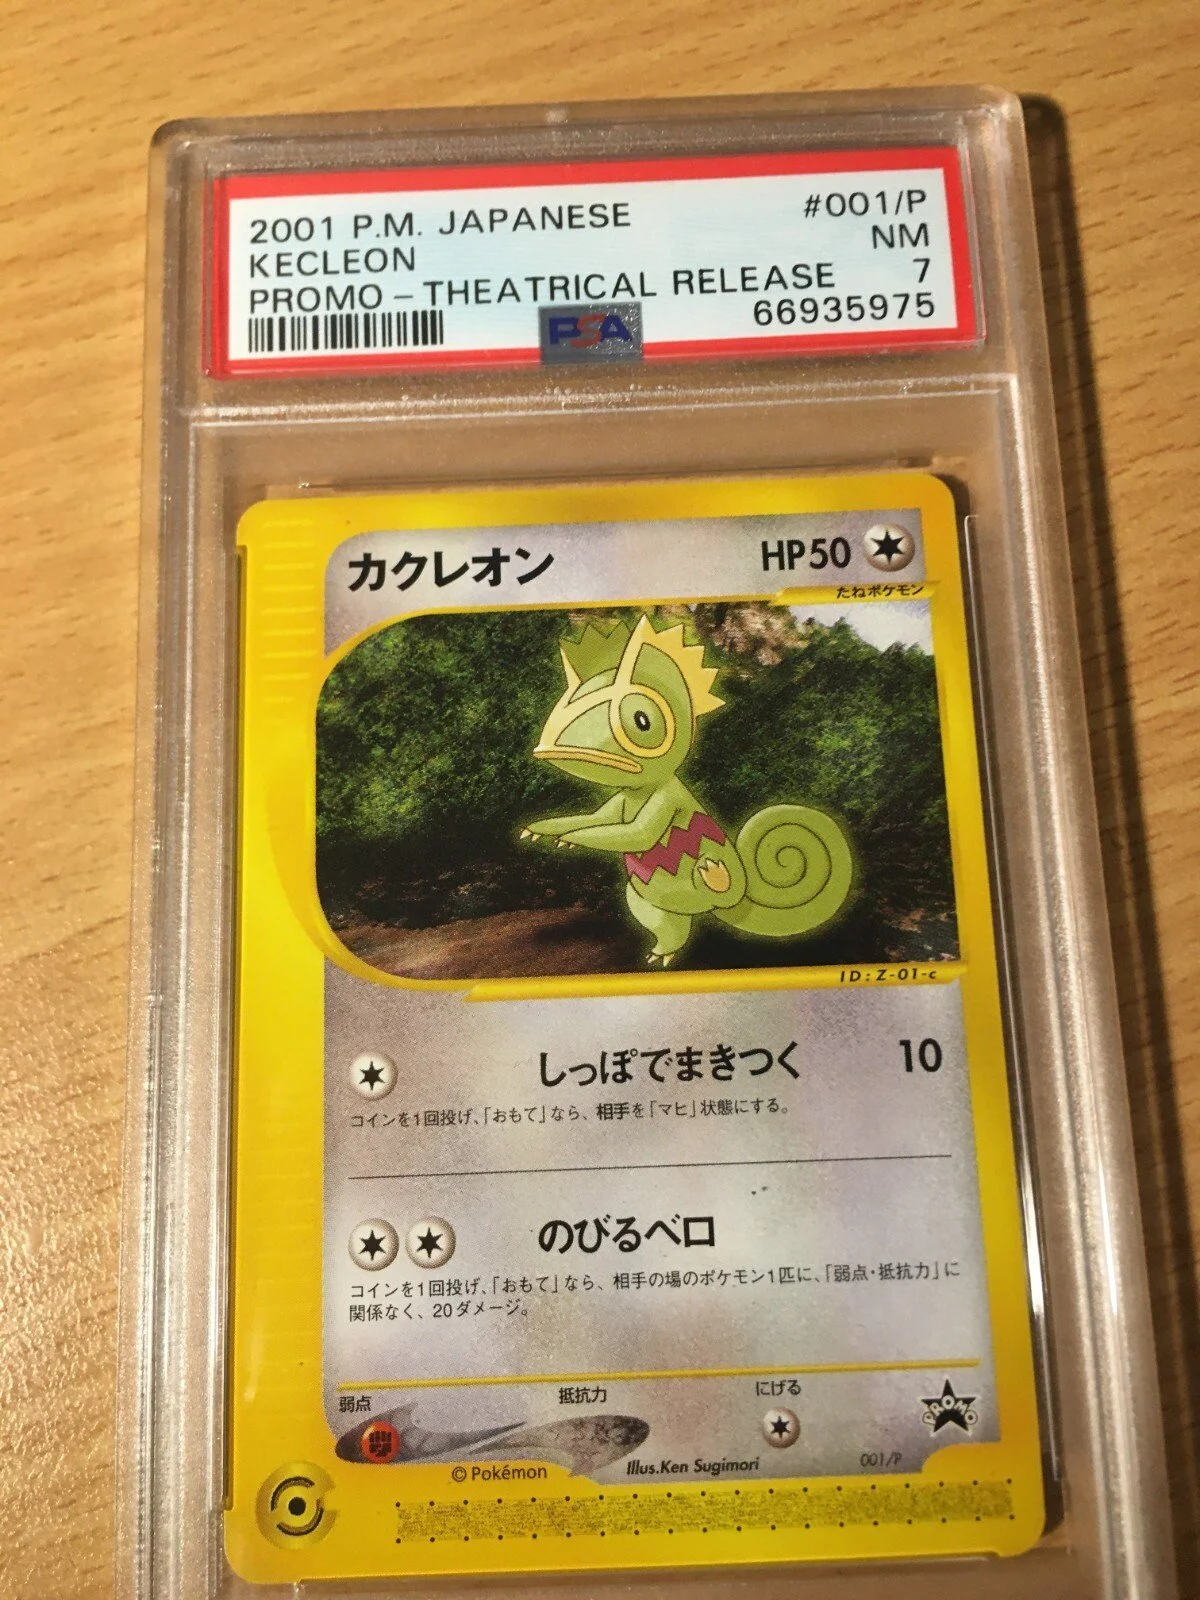 2001 P.M. JAPANESE #001/P
KECLEON NM
PROMO – THEATRICAL RELEASE 7
66935975
PSA
カクレオン HP50
たねポケモン
ID:Z-01-c
しっぽでまきつく 10
コインを1回投げ、「おもて」なら、相手を「マヒ」状態にする。
のびるベロ
コインを1回投げ、「おもて」なら、相手の場のポケモン1匹に、「弱点・抵抗力」に
関係なく、20ダメージ。
弱点 抵抗力 にげる
PROMO
©Pokémon Illus.Ken Sugimori 001/P